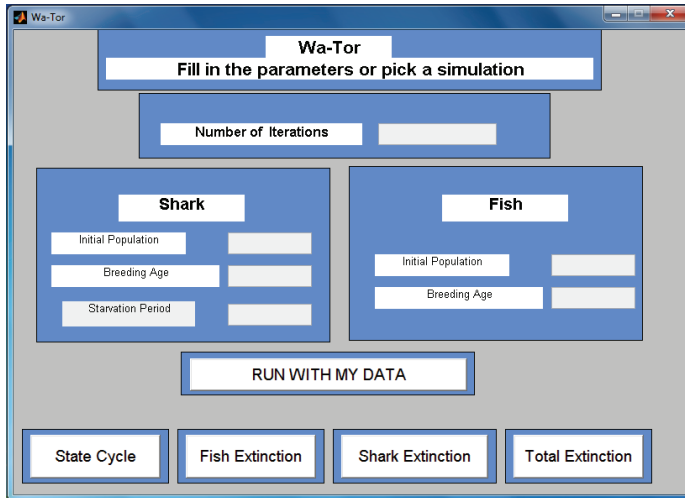 Wa-Tor
Wa-Tor
Fill in the parameters or pick a simulation
Number of Iterations
Shark
Initial Population
Breeding Age
Starvation Period
Fish
Initial Population
Breeding Age
RUN WITH MY DATA
State Cycle
Fish Extinction
Shark Extinction
Total Extinction